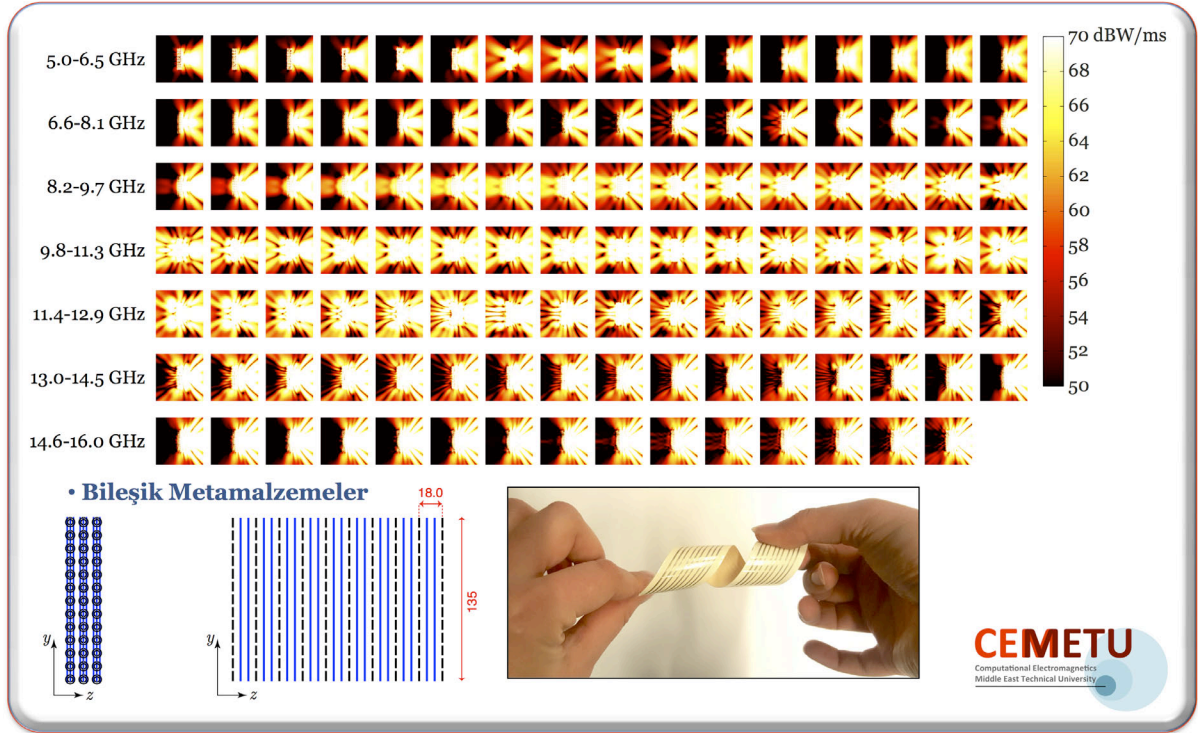 5.0-6.5 GHz
6.6-8.1 GHz
8.2-9.7 GHz
9.8-11.3 GHz
11.4-12.9 GHz
13.0-14.5 GHz
14.6-16.0 GHz
70 dBW/ms
68
66
64
62
60
58
56
54
52
50
• Bileşik Metamalzemeler
y
z
y
z
18.0
135
CEMETU
Computational Electromagnetics
Middle East Technical University